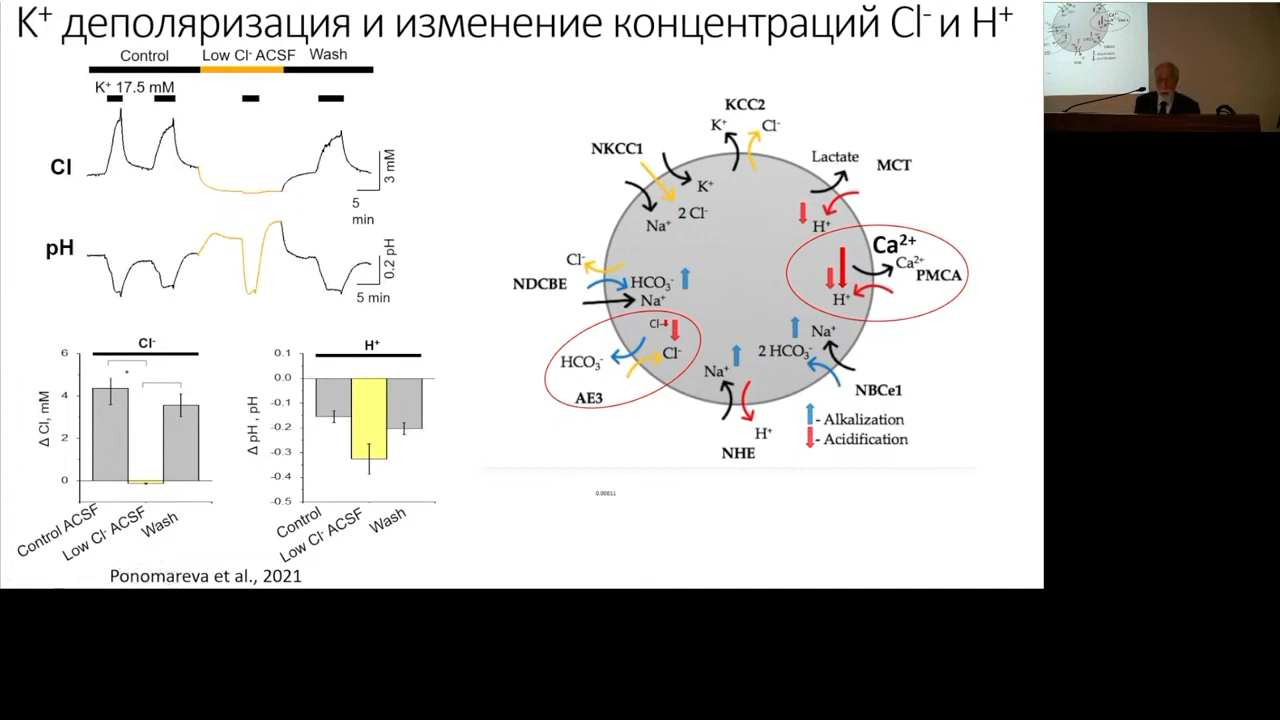 K⁺ деполяризация и изменение концентраций Cl⁻ и H⁺
Control
Low Cl⁻ ACSF
Wash
K⁺ 17.5 mM
Cl
3 mM
5
min
pH
0.2 pH
5 min
Cl⁻
*
6
4
2
0
Δ Cl, mM
Control ACSF
Low Cl⁻ ACSF
Wash
H⁺
0.1
0.0
-0.1
-0.2
-0.3
-0.4
-0.5
Δ pH , pH
Control
Low Cl⁻ ACSF
Wash
Ponomareva et al., 2021
KCC2
K⁺
Cl⁻
NKCC1
K⁺
2 Cl⁻
Na⁺
Lactate
MCT
H⁺
Ca²⁺
Ca²⁺
PMCA
H⁺
Cl⁻
NDCBE
HCO₃⁻
Na⁺
Cl⁻
Cl⁻
HCO₃⁻
AE3
Na⁺
2 HCO₃⁻
NBCe1
Na⁺
H⁺
NHE
- Alkalization
- Acidification
0.00011